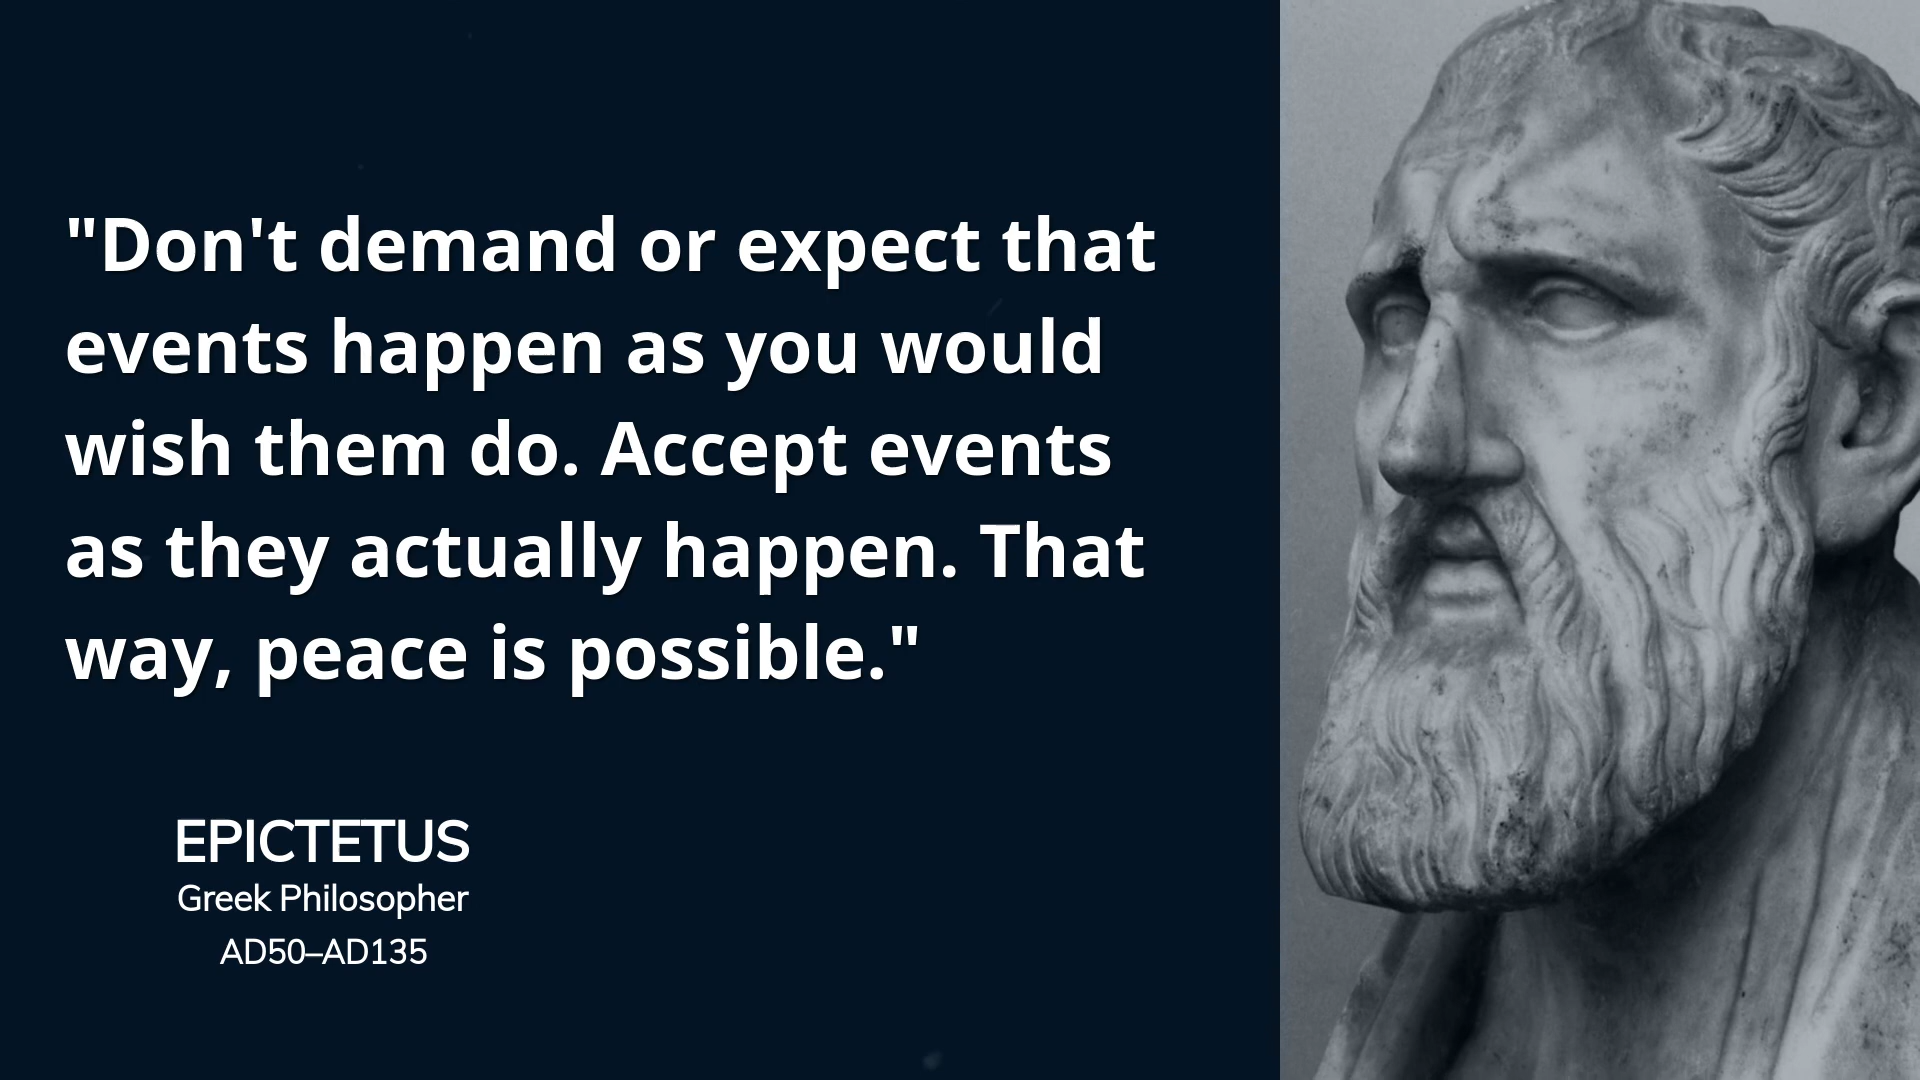 "Don't demand or expect that
events happen as you would
wish them do. Accept events
as they actually happen. That
way, peace is possible."
EPICTETUS
Greek Philosopher
AD50–AD135